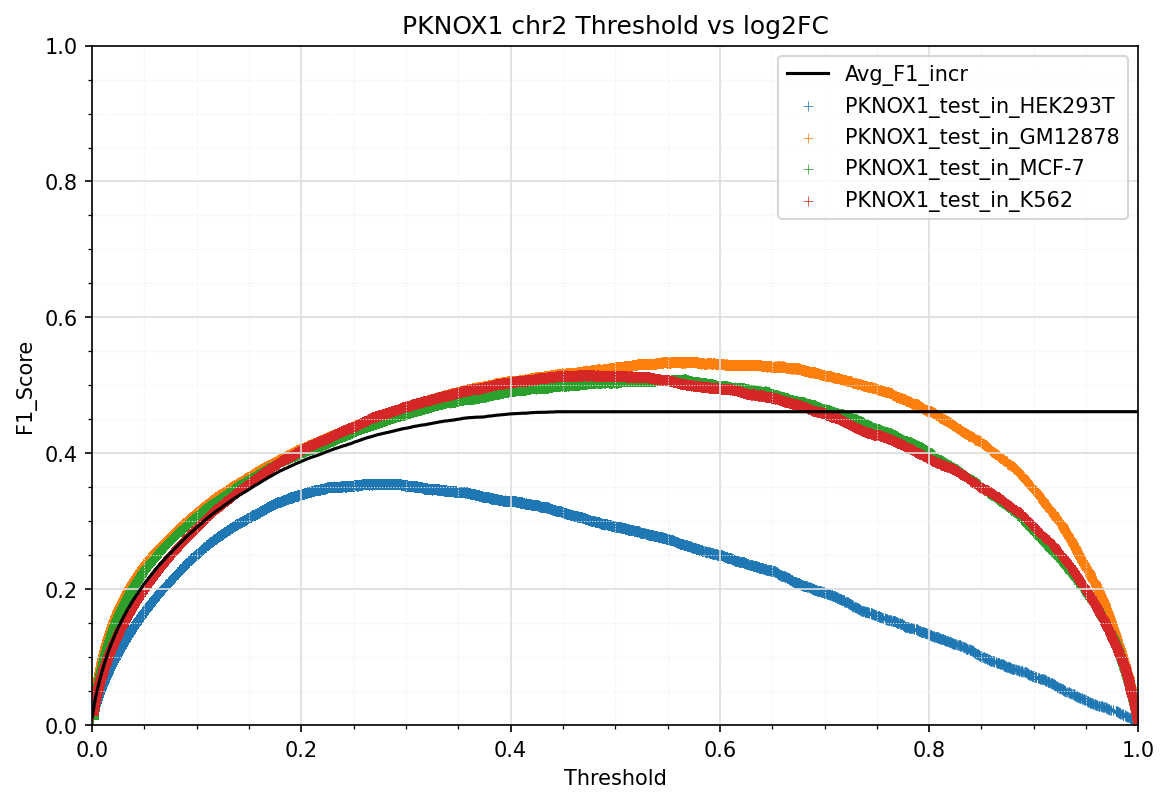 PKNOX1 chr2 Threshold vs log2FC
1.0
0.8
0.6
0.4
0.2
0.0
F1_Score
Avg_F1_incr
PKNOX1_test_in_HEK293T
PKNOX1_test_in_GM12878
PKNOX1_test_in_MCF-7
PKNOX1_test_in_K562
0.0 0.2 0.4 0.6 0.8 1.0
Threshold